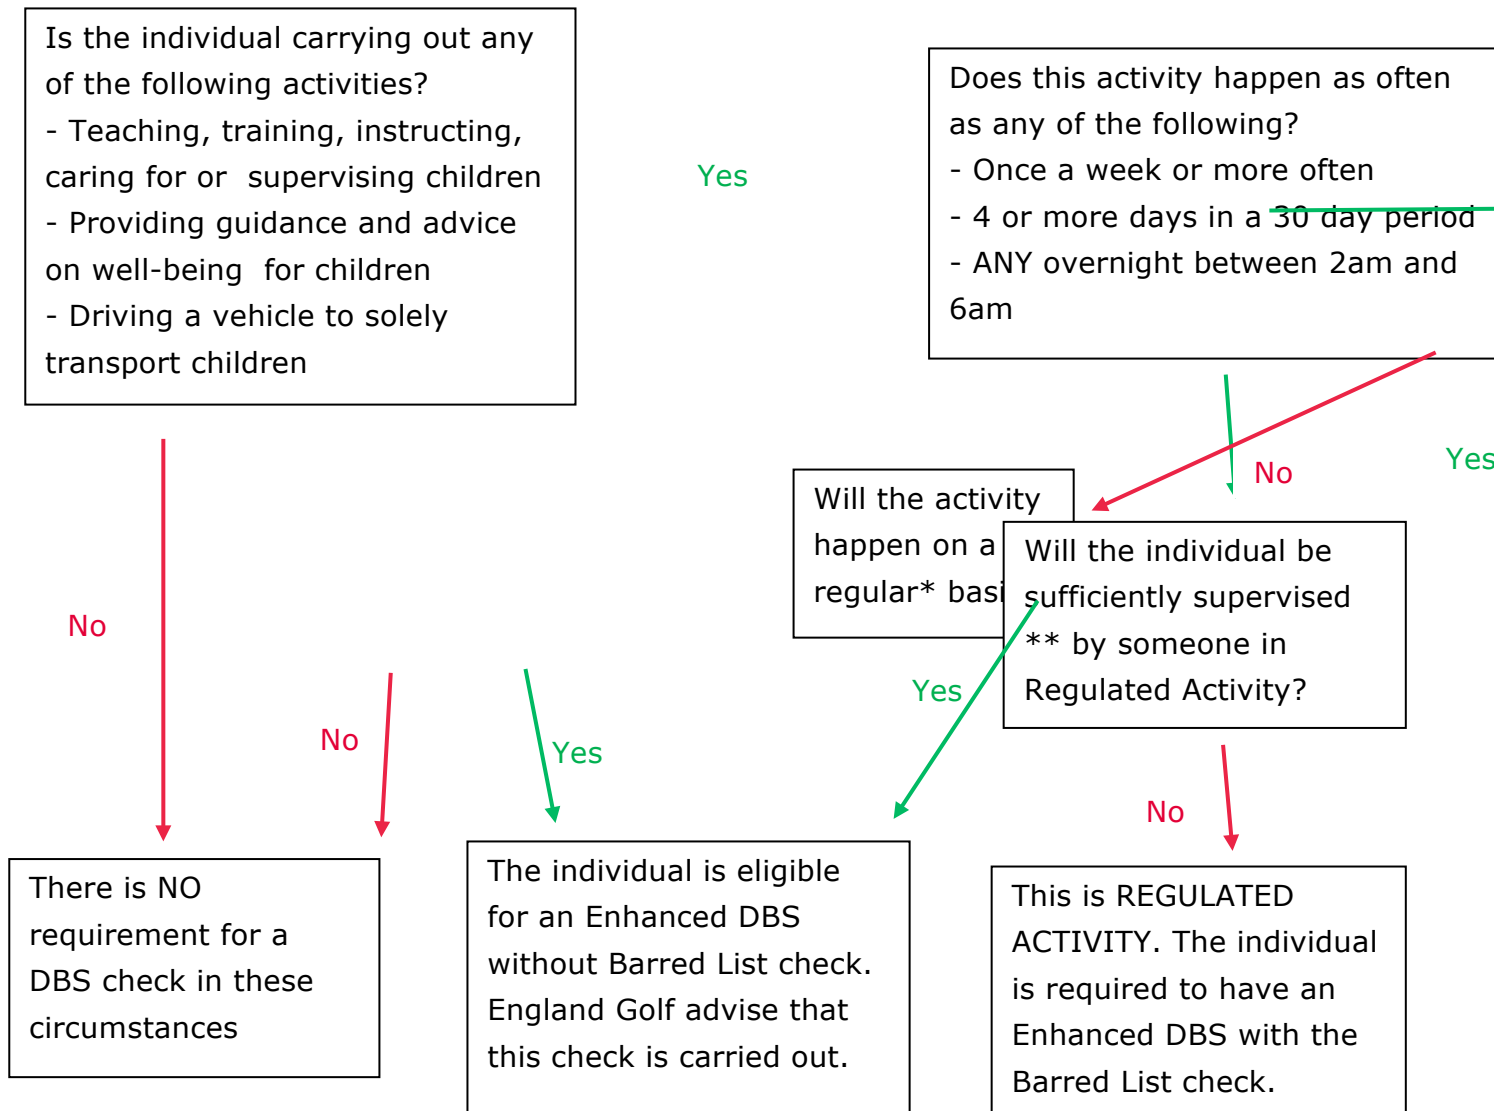 Is the individual carrying out any
of the following activities?
- Teaching, training, instructing,
caring for or  supervising children
- Providing guidance and advice
on well-being  for children
- Driving a vehicle to solely
transport children
Yes
Does this activity happen as often
as any of the following?
- Once a week or more often
- 4 or more days in a 30 day period
- ANY overnight between 2am and
6am
No
Yes
Will the activity
happen on a
regular* basi
Will the individual be
sufficiently supervised
** by someone in
Regulated Activity?
No
No
Yes
Yes
No
There is NO
requirement for a
DBS check in these
circumstances
The individual is eligible
for an Enhanced DBS
without Barred List check.
England Golf advise that
this check is carried out.
This is REGULATED
ACTIVITY. The individual
is required to have an
Enhanced DBS with the
Barred List check.